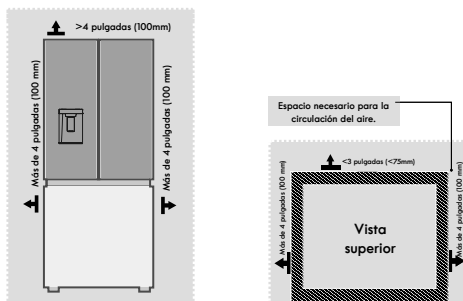 >4 pulgadas (100mm)
Más de 4 pulgadas (100 mm)
Más de 4 pulgadas (100 mm)
Espacio necesario para la
circulación del aire.
<3 pulgadas (<75mm)
Más de 4 pulgadas (100 mm)
Más de 4 pulgadas (100 mm)
Vista
superior